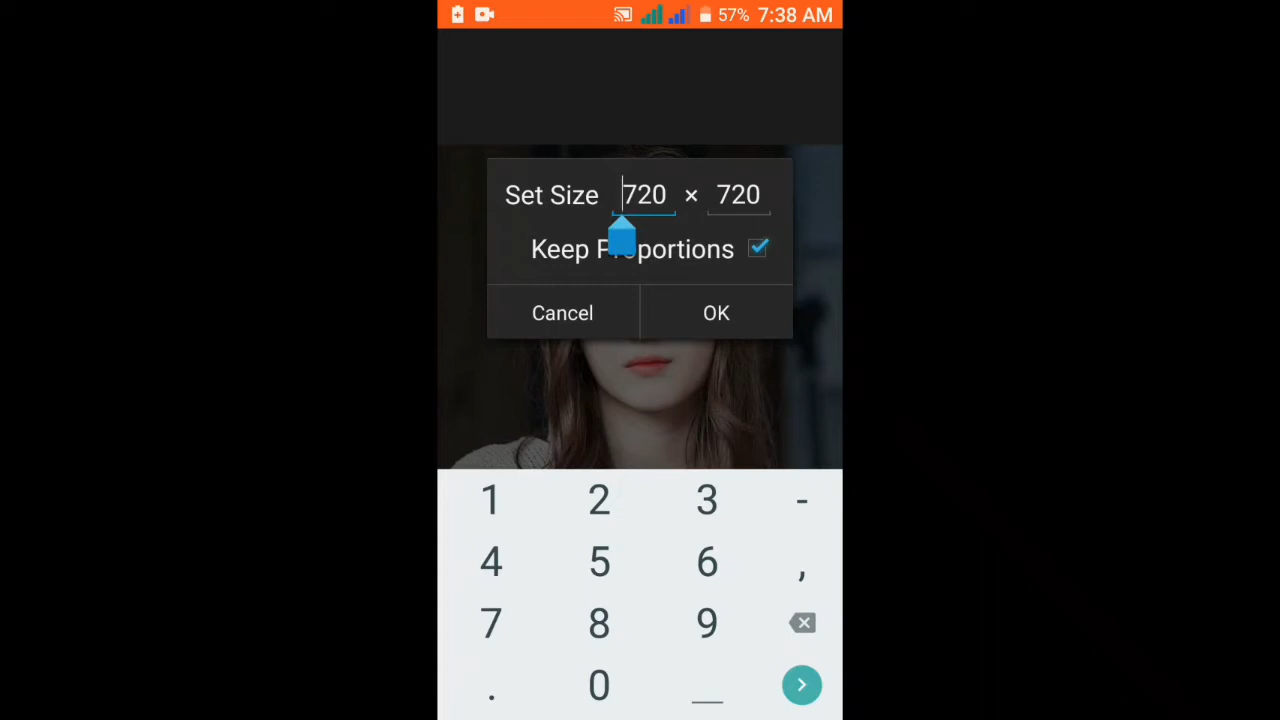 57% 7:38 AM
Set Size 720 × 720
Keep Proportions
Cancel OK
1 2 3 -
4 5 6 ,
7 8 9
. 0 _